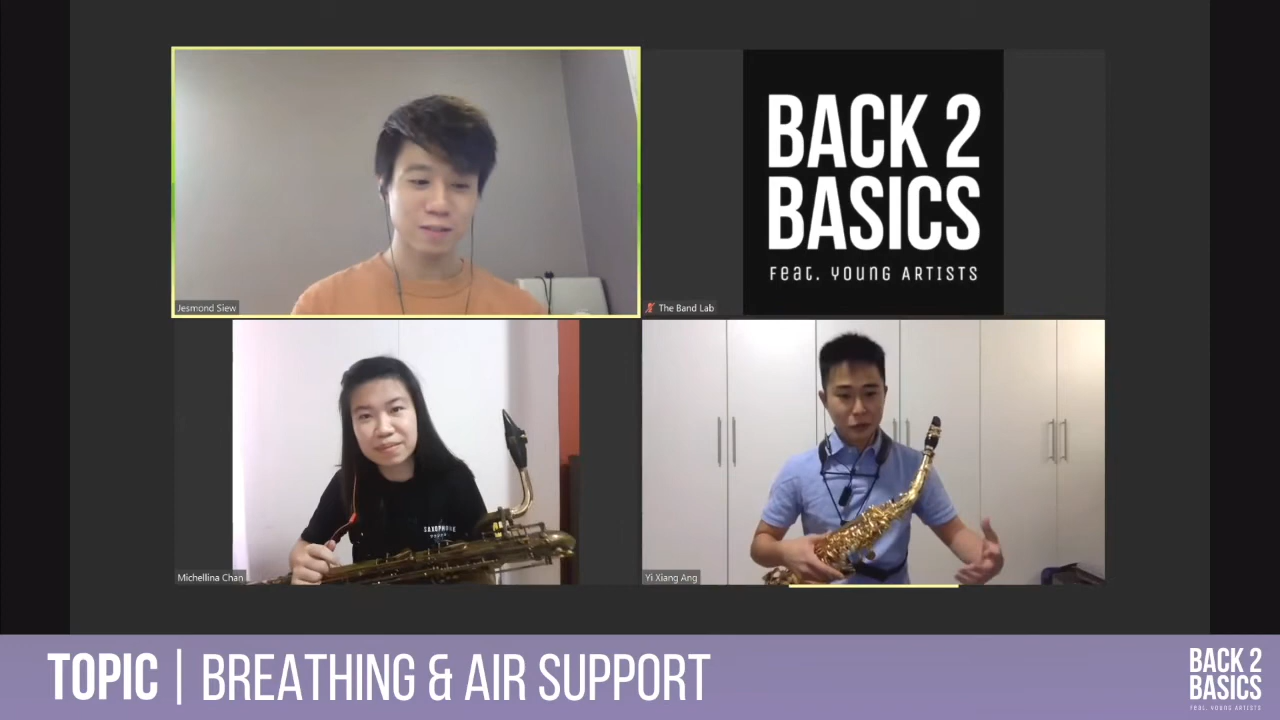 BACK 2
BASICS
Feat. YOUNG ARTISTS
Jesmond Siew
The Band Lab
SAXOPHONE
Michellina Chan
Yi Xiang Ang
TOPIC | BREATHING & AIR SUPPORT
BACK 2
BASICS
Feat. YOUNG ARTISTS